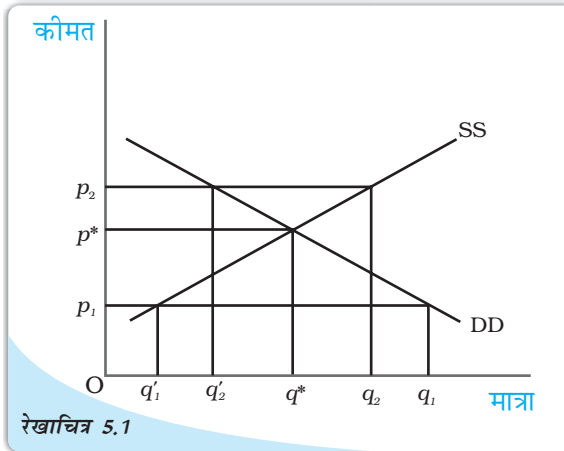 कीमत
SS
p₂
p*
p₁
DD
O
q′₁ q′₂ q* q₂ q₁
मात्रा
रेखाचित्र 5.1